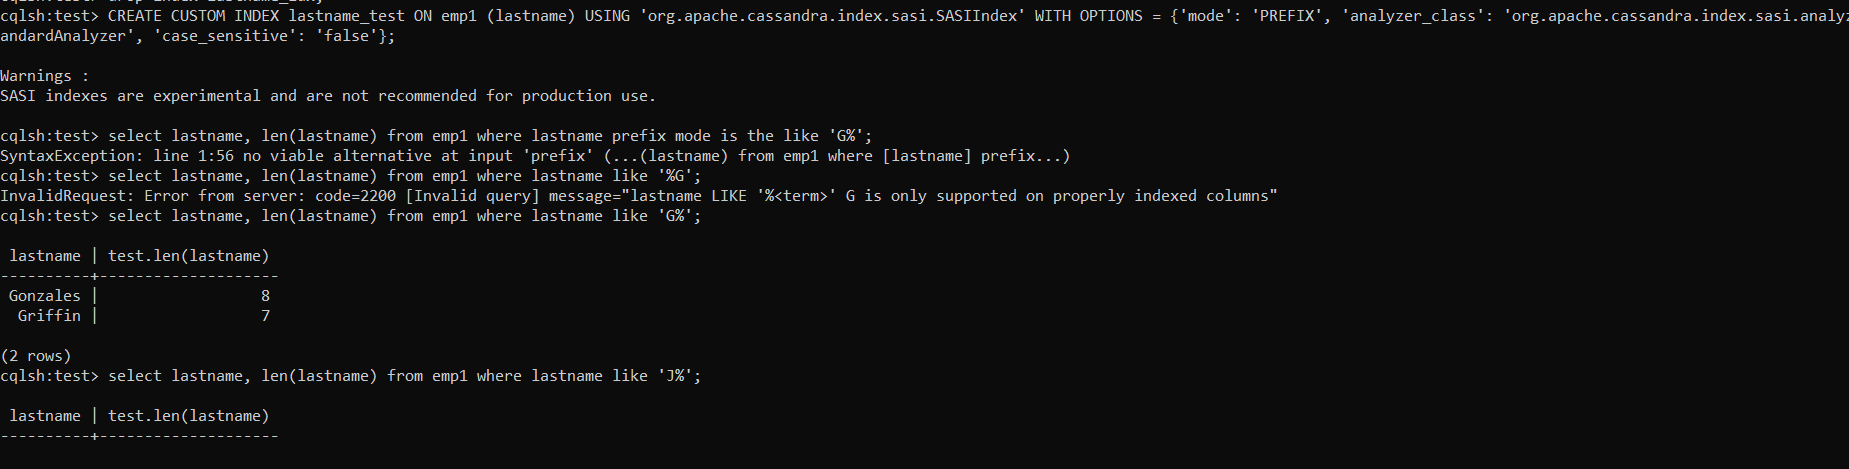 cqlsh:test> CREATE CUSTOM INDEX lastname_test ON emp1 (lastname) USING 'org.apache.cassandra.index.sasi.SASIIndex' WITH OPTIONS = {'mode': 'PREFIX', 'analyzer_class': 'org.apache.cassandra.index.sasi.analyz
andardAnalyzer', 'case_sensitive': 'false'};
Warnings :
SASI indexes are experimental and are not recommended for production use.
cqlsh:test> select lastname, len(lastname) from emp1 where lastname prefix mode is the like 'G%';
SyntaxException: line 1:56 no viable alternative at input 'prefix' (...(lastname) from emp1 where [lastname] prefix...)
cqlsh:test> select lastname, len(lastname) from emp1 where lastname like '%G';
InvalidRequest: Error from server: code=2200 [Invalid query] message="lastname LIKE '%<term>' G is only supported on properly indexed columns"
cqlsh:test> select lastname, len(lastname) from emp1 where lastname like 'G%';
lastname | test.len(lastname)
----------+--------------------
Gonzales | 8
Griffin | 7
(2 rows)
cqlsh:test> select lastname, len(lastname) from emp1 where lastname like 'J%';
lastname | test.len(lastname)
----------+--------------------